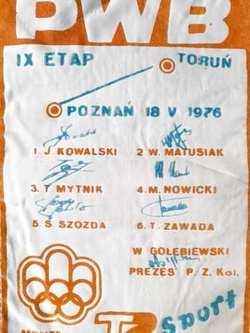 PWB
IX ETAP TORUŃ
POZNAŃ 18 V 1976
1. J. KOWALSKI 2 W. MATUSIAK
3. T. MYTNIK 4. M. NOWICKI
5. S. SZOZDA 6. T. ZAWADA
W GOŁĘBIEWSKI
PREZES P. Z. Kol.
Sport